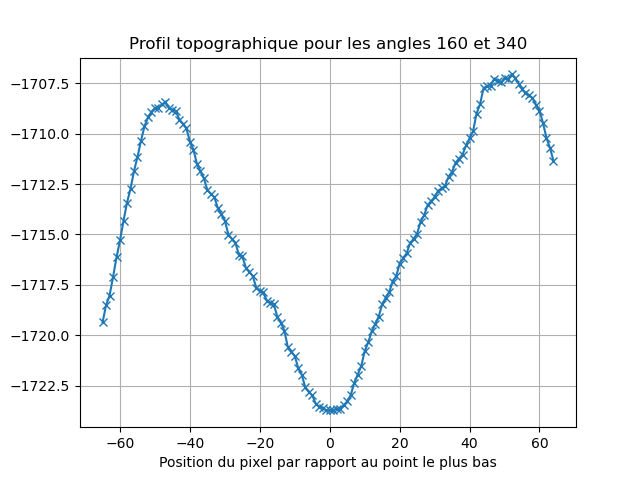 Profil topographique pour les angles 160 et 340
−1707.5
−1710.0
−1712.5
−1715.0
−1717.5
−1720.0
−1722.5
−60 −40 −20 0 20 40 60
Position du pixel par rapport au point le plus bas